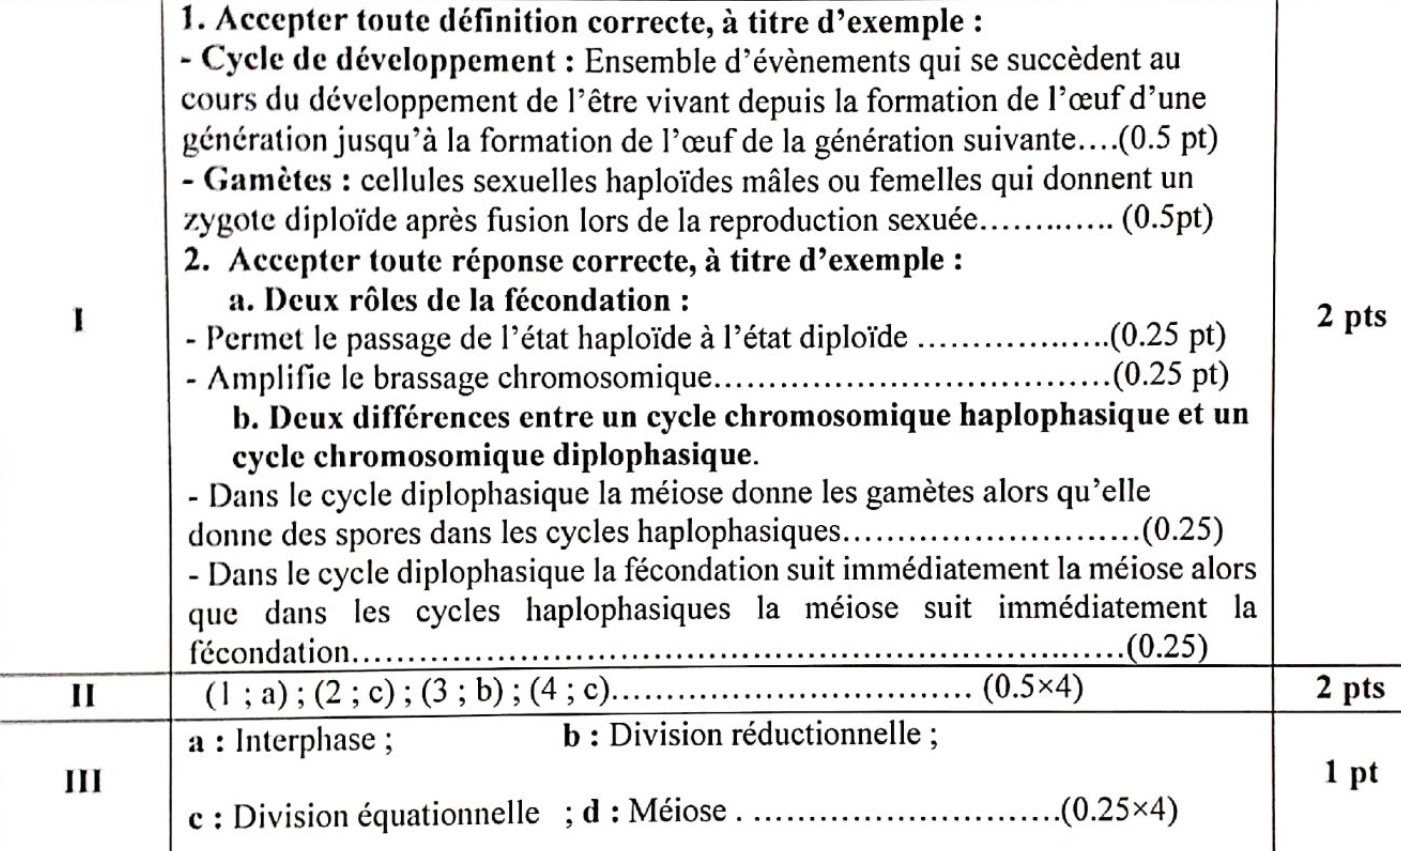 1. Accepter toute définition correcte, à titre d’exemple :
- Cycle de développement : Ensemble d’évènements qui se succèdent au
cours du développement de l’être vivant depuis la formation de l’œuf d’une
génération jusqu’à la formation de l’œuf de la génération suivante....(0.5 pt)
- Gamètes : cellules sexuelles haploïdes mâles ou femelles qui donnent un
zygote diploïde après fusion lors de la reproduction sexuée............. (0.5pt)
2. Accepter toute réponse correcte, à titre d’exemple :
a. Deux rôles de la fécondation :
I
2 pts
- Permet le passage de l’état haploïde à l’état diploïde ...................(0.25 pt)
- Amplifie le brassage chromosomique.......................................(0.25 pt)
b. Deux différences entre un cycle chromosomique haplophasique et un
cycle chromosomique diplophasique.
- Dans le cycle diplophasique la méiose donne les gamètes alors qu’elle
donne des spores dans les cycles haplophasiques.............................(0.25)
- Dans le cycle diplophasique la fécondation suit immédiatement la méiose alors
que dans les cycles haplophasiques la méiose suit immédiatement la
fécondation............................................................................(0.25)
II (1 ; a) ; (2 ; c) ; (3 ; b) ; (4 ; c).................................... (0.5×4) 2 pts
a : Interphase ; b : Division réductionnelle ;
III
1 pt
c : Division équationnelle ; d : Méiose . ..............................(0.25×4)